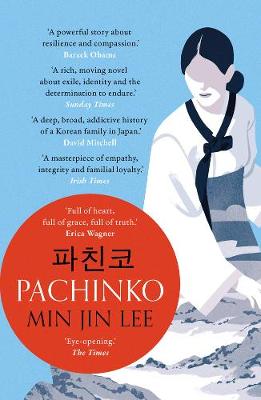 'A powerful story about
resilience and compassion.'
Barack Obama
'A rich, moving novel
about exile, identity and the
determination to endure.'
Sunday Times
'A deep, broad, addictive history
of a Korean family in Japan.'
David Mitchell
'A masterpiece of empathy,
integrity and familial loyalty.'
Irish Times
'Full of heart,
full of grace, full of truth.'
Erica Wagner
파친코
PACHINKO
MIN JIN LEE
'Eye-opening.'
The Times